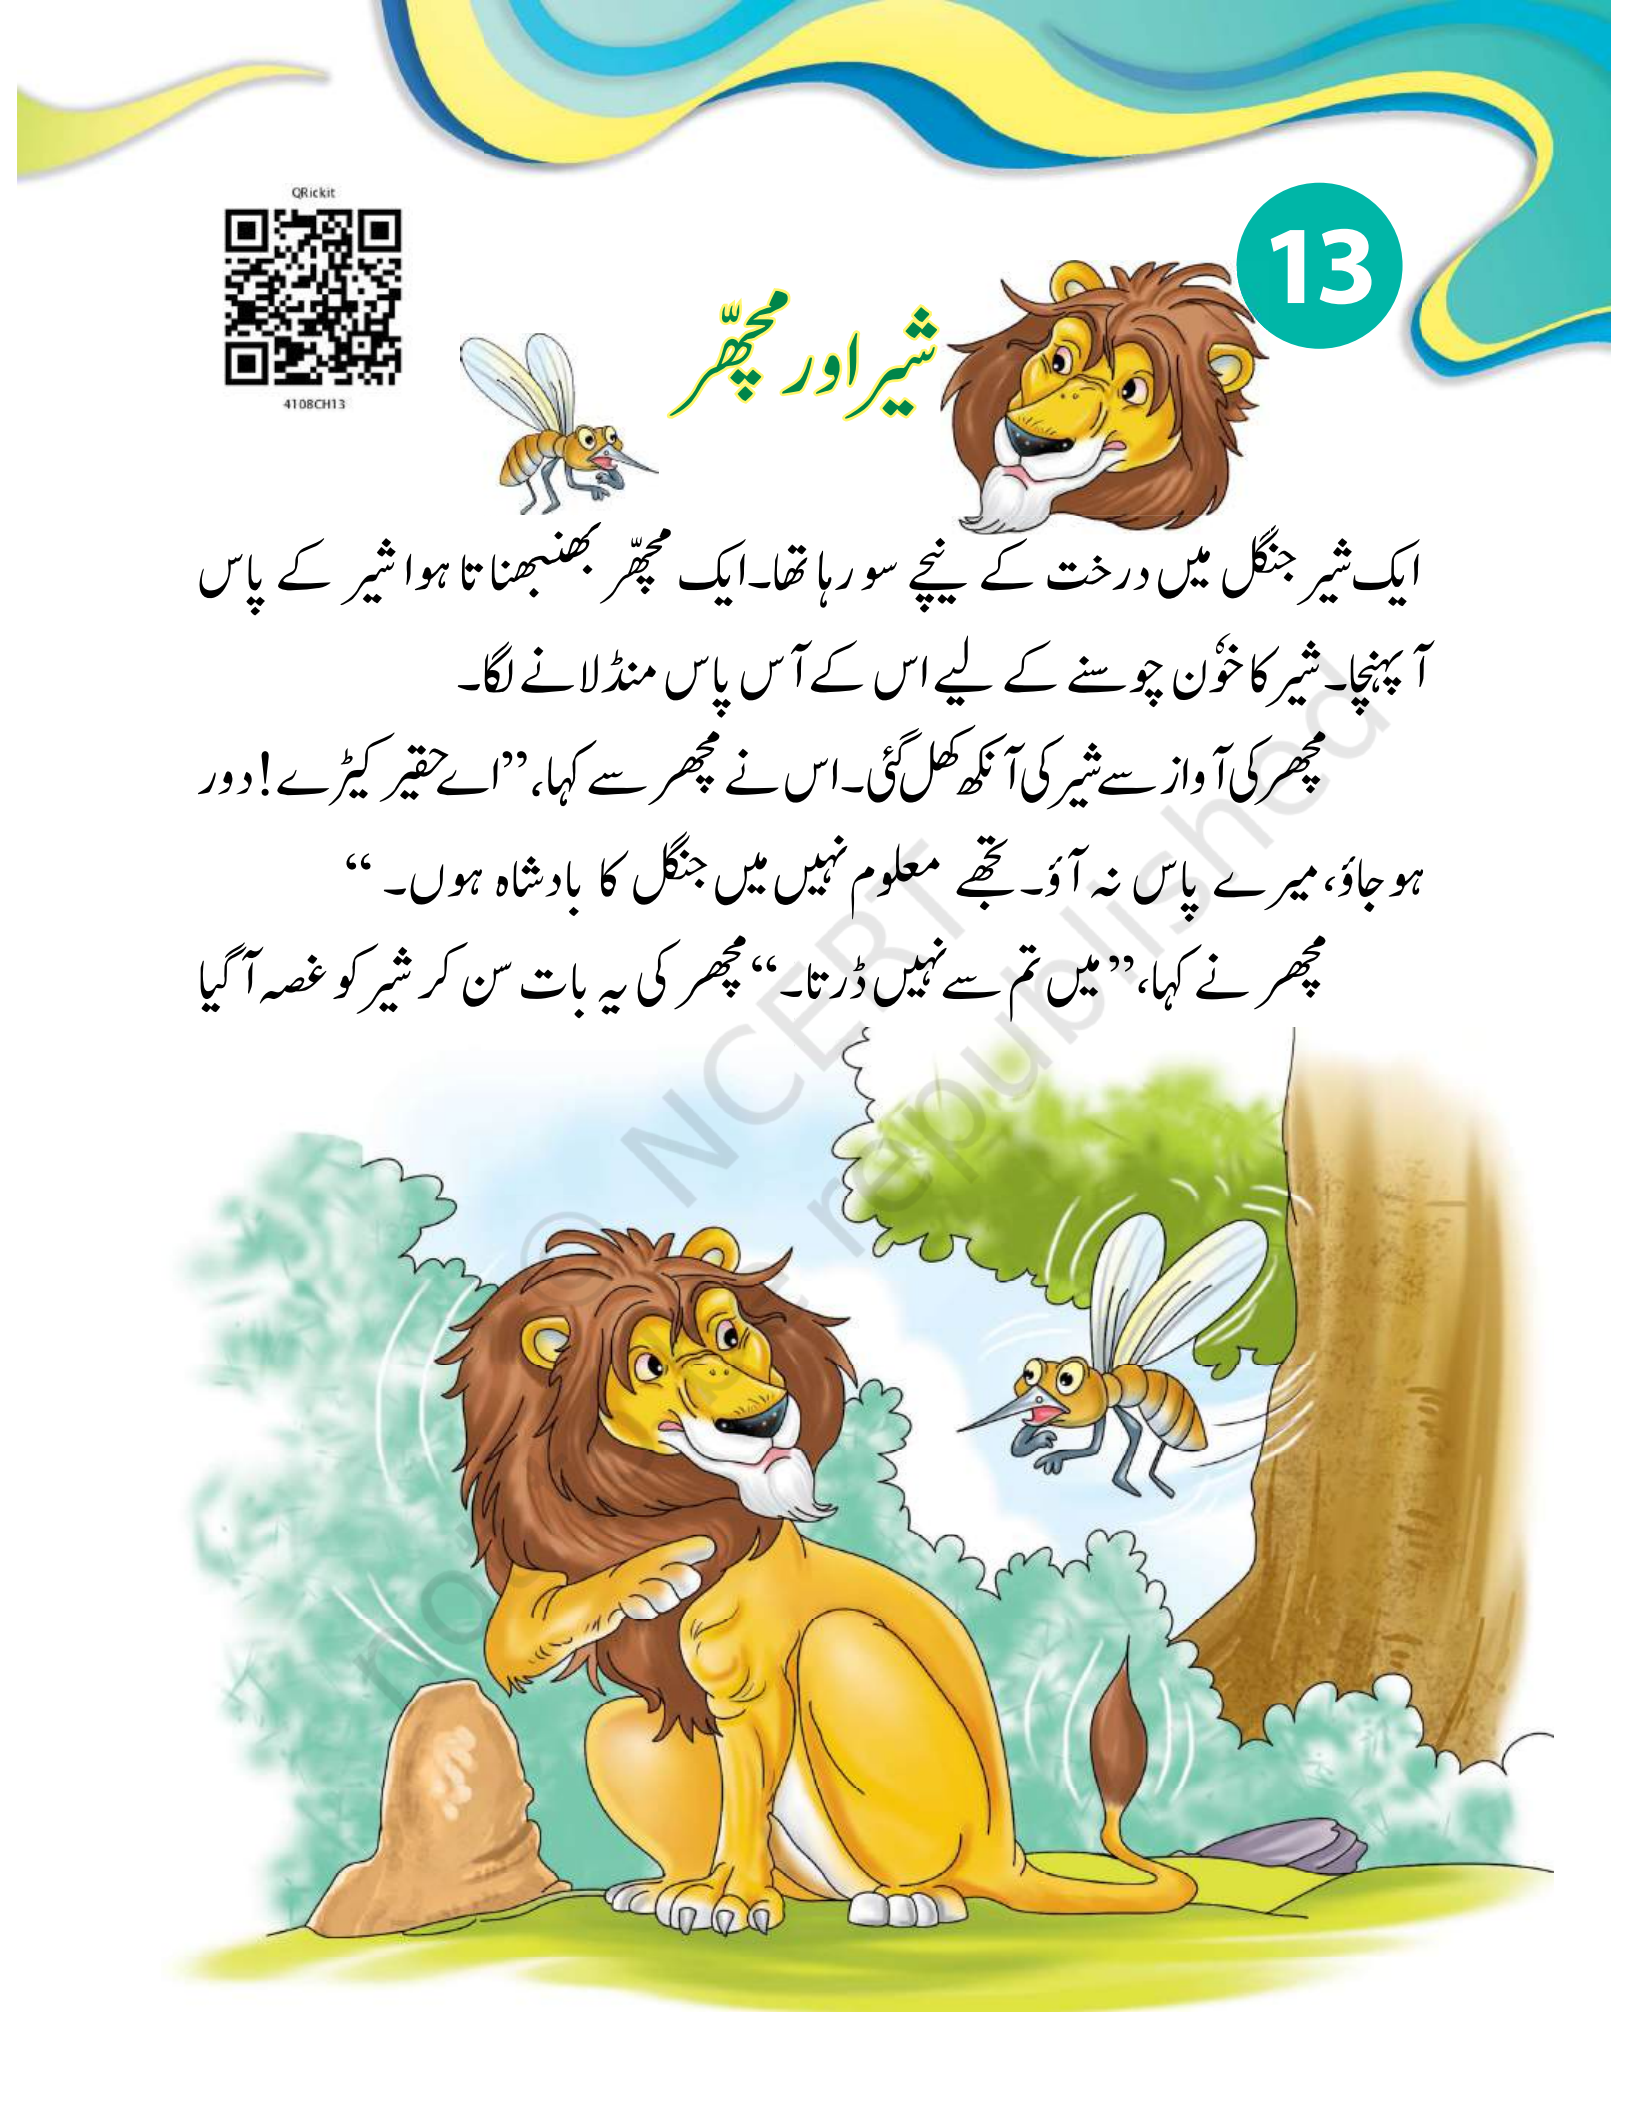 QRickit
4108CH13
13
شیر اور مچھّر
ایک شیر جنگل میں درخت کے نیچے سو رہا تھا۔ ایک مچھّر بھنبھناتا ہوا شیر کے پاس
آ پہنچا۔ شیر کا خوٗن چوسنے کے لیے اس کے آس پاس منڈلانے لگا۔
مچھر کی آواز سے شیر کی آنکھ کھل گئی۔ اس نے مچھر سے کہا، ”اے حقیر کیڑے! دور
ہو جاؤ، میرے پاس نہ آؤ۔ تجھے معلوم نہیں میں جنگل کا بادشاہ ہوں۔“
مچھر نے کہا، ”میں تم سے نہیں ڈرتا۔“ مچھر کی یہ بات سن کر شیر کو غصہ آ گیا
© NCERT
not be republished